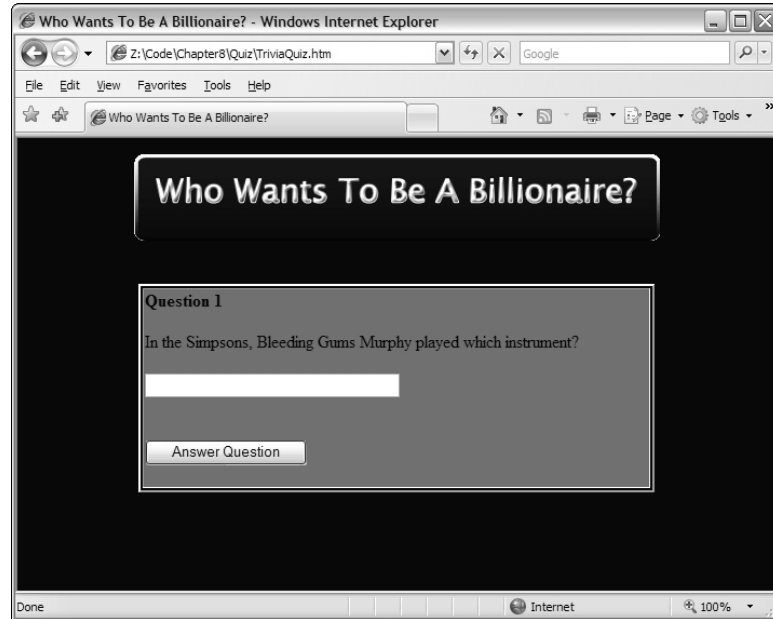 Who Wants To Be A Billionaire? - Windows Internet Explorer
Z:\Code\Chapter8\Quiz\TriviaQuiz.htm
Google
File Edit View Favorites Tools Help
Who Wants To Be A Billionaire?
Page Tools »
Who Wants To Be A Billionaire?
Question 1
In the Simpsons, Bleeding Gums Murphy played which instrument?
Answer Question
Done
Internet
100%